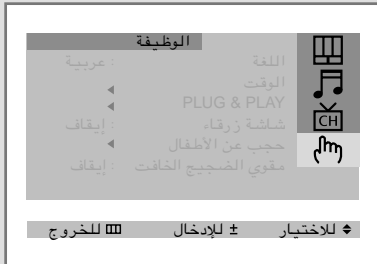 الوظيفة
اللغة : عربية
الوقت ◀
PLUG & PLAY ◀
شاشة زرقاء : إيقاف
حجب عن الأطفال ◀
مقوي الضجيج الخافت : إيقاف
CH
للاختيار ± للإدخال للخروج